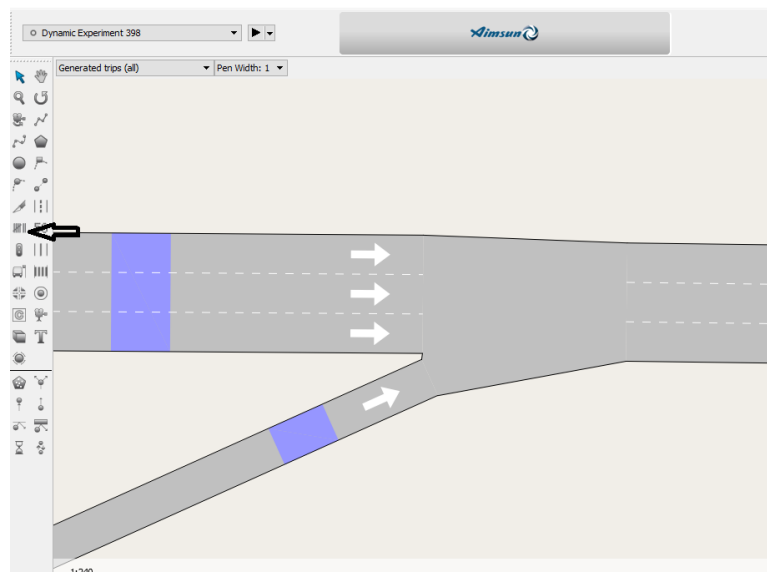 Dynamic Experiment 398
Aimsun
Generated trips (all)
Pen Width: 1
1:240